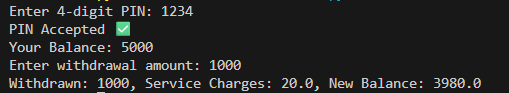 Enter 4-digit PIN: 1234
PIN Accepted ✅
Your Balance: 5000
Enter withdrawal amount: 1000
Withdrawn: 1000, Service Charges: 20.0, New Balance: 3980.0